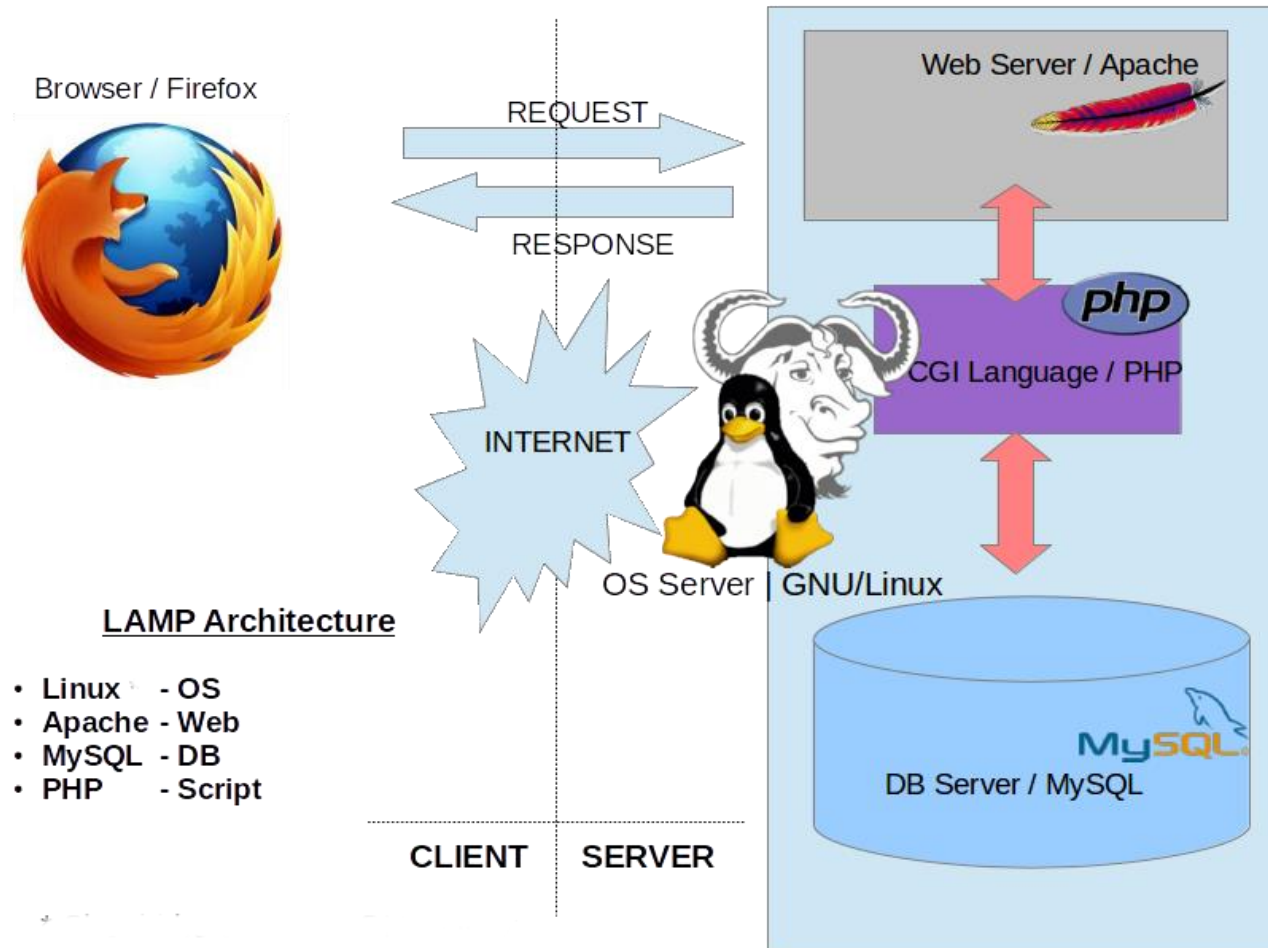 Browser / Firefox
REQUEST
RESPONSE
INTERNET
Web Server / Apache
php
CGI Language / PHP
OS Server | GNU/Linux
MySQL
DB Server / MySQL
LAMP Architecture
• Linux - OS
• Apache - Web
• MySQL - DB
• PHP - Script
CLIENT
SERVER